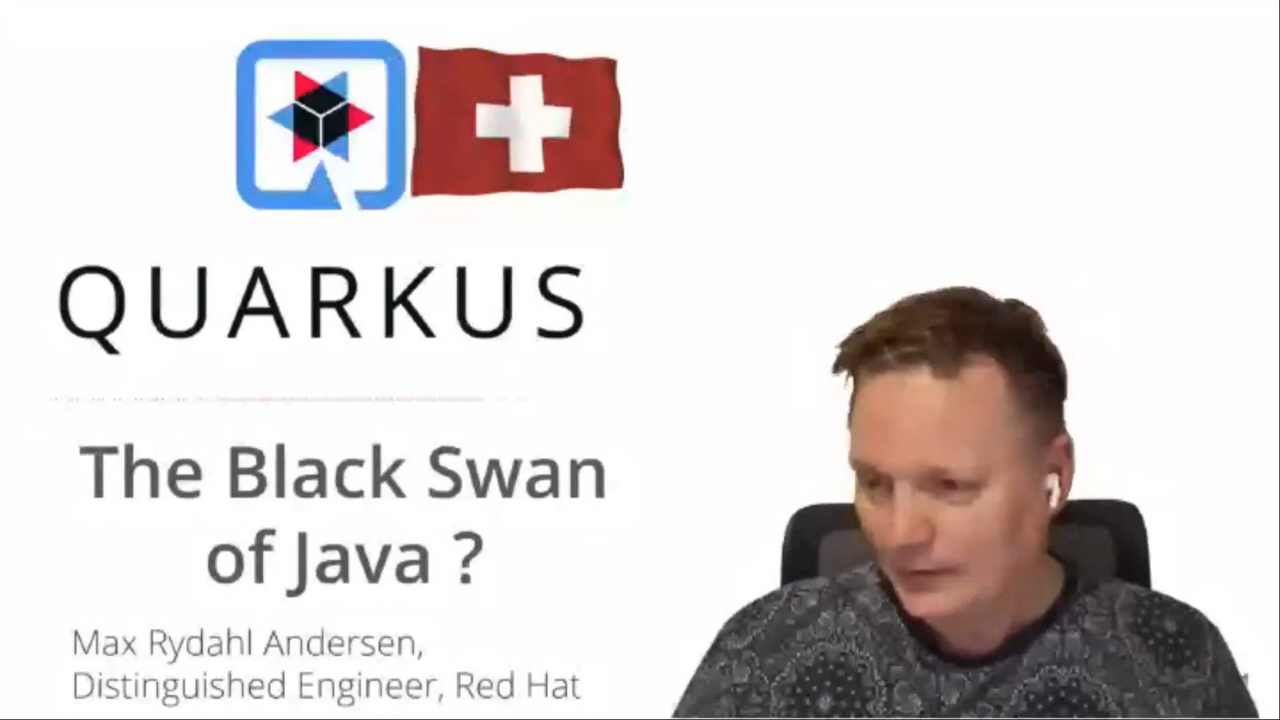 QUARKUS
The Black Swan
of Java ?
Max Rydahl Andersen,
Distinguished Engineer, Red Hat